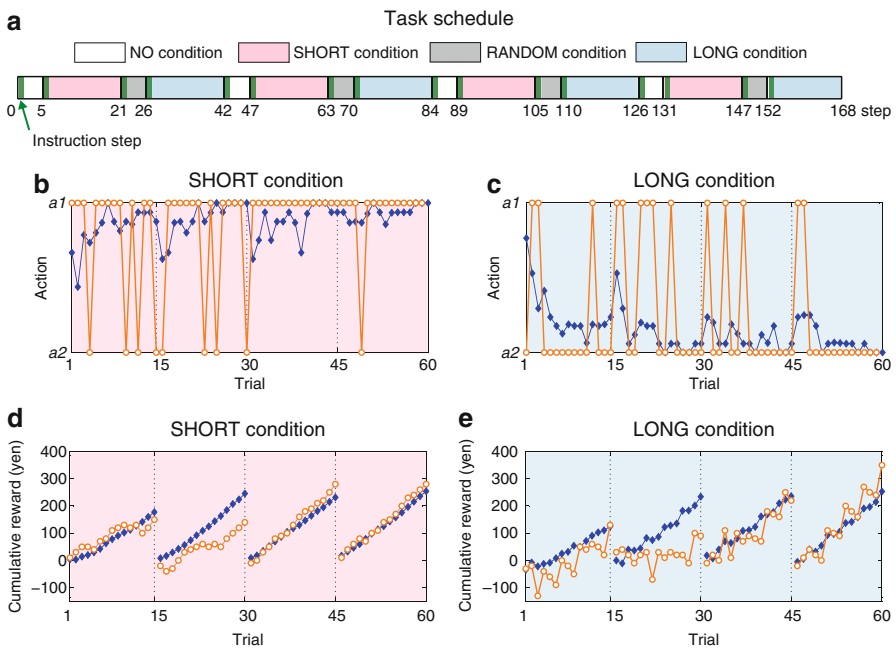 a
Task schedule
NO condition SHORT condition RANDOM condition LONG condition
0 5 21 26 42 47 63 70 84 89 105 110 126 131 147 152 168 step
Instruction step
b SHORT condition
a1
Action
a2
1 15 30 45 60
Trial
c LONG condition
a1
Action
a2
1 15 30 45 60
Trial
d SHORT condition
Cumulative reward (yen)
400
300
200
100
0
−100
1 15 30 45 60
Trial
e LONG condition
Cumulative reward (yen)
400
300
200
100
0
−100
1 15 30 45 60
Trial